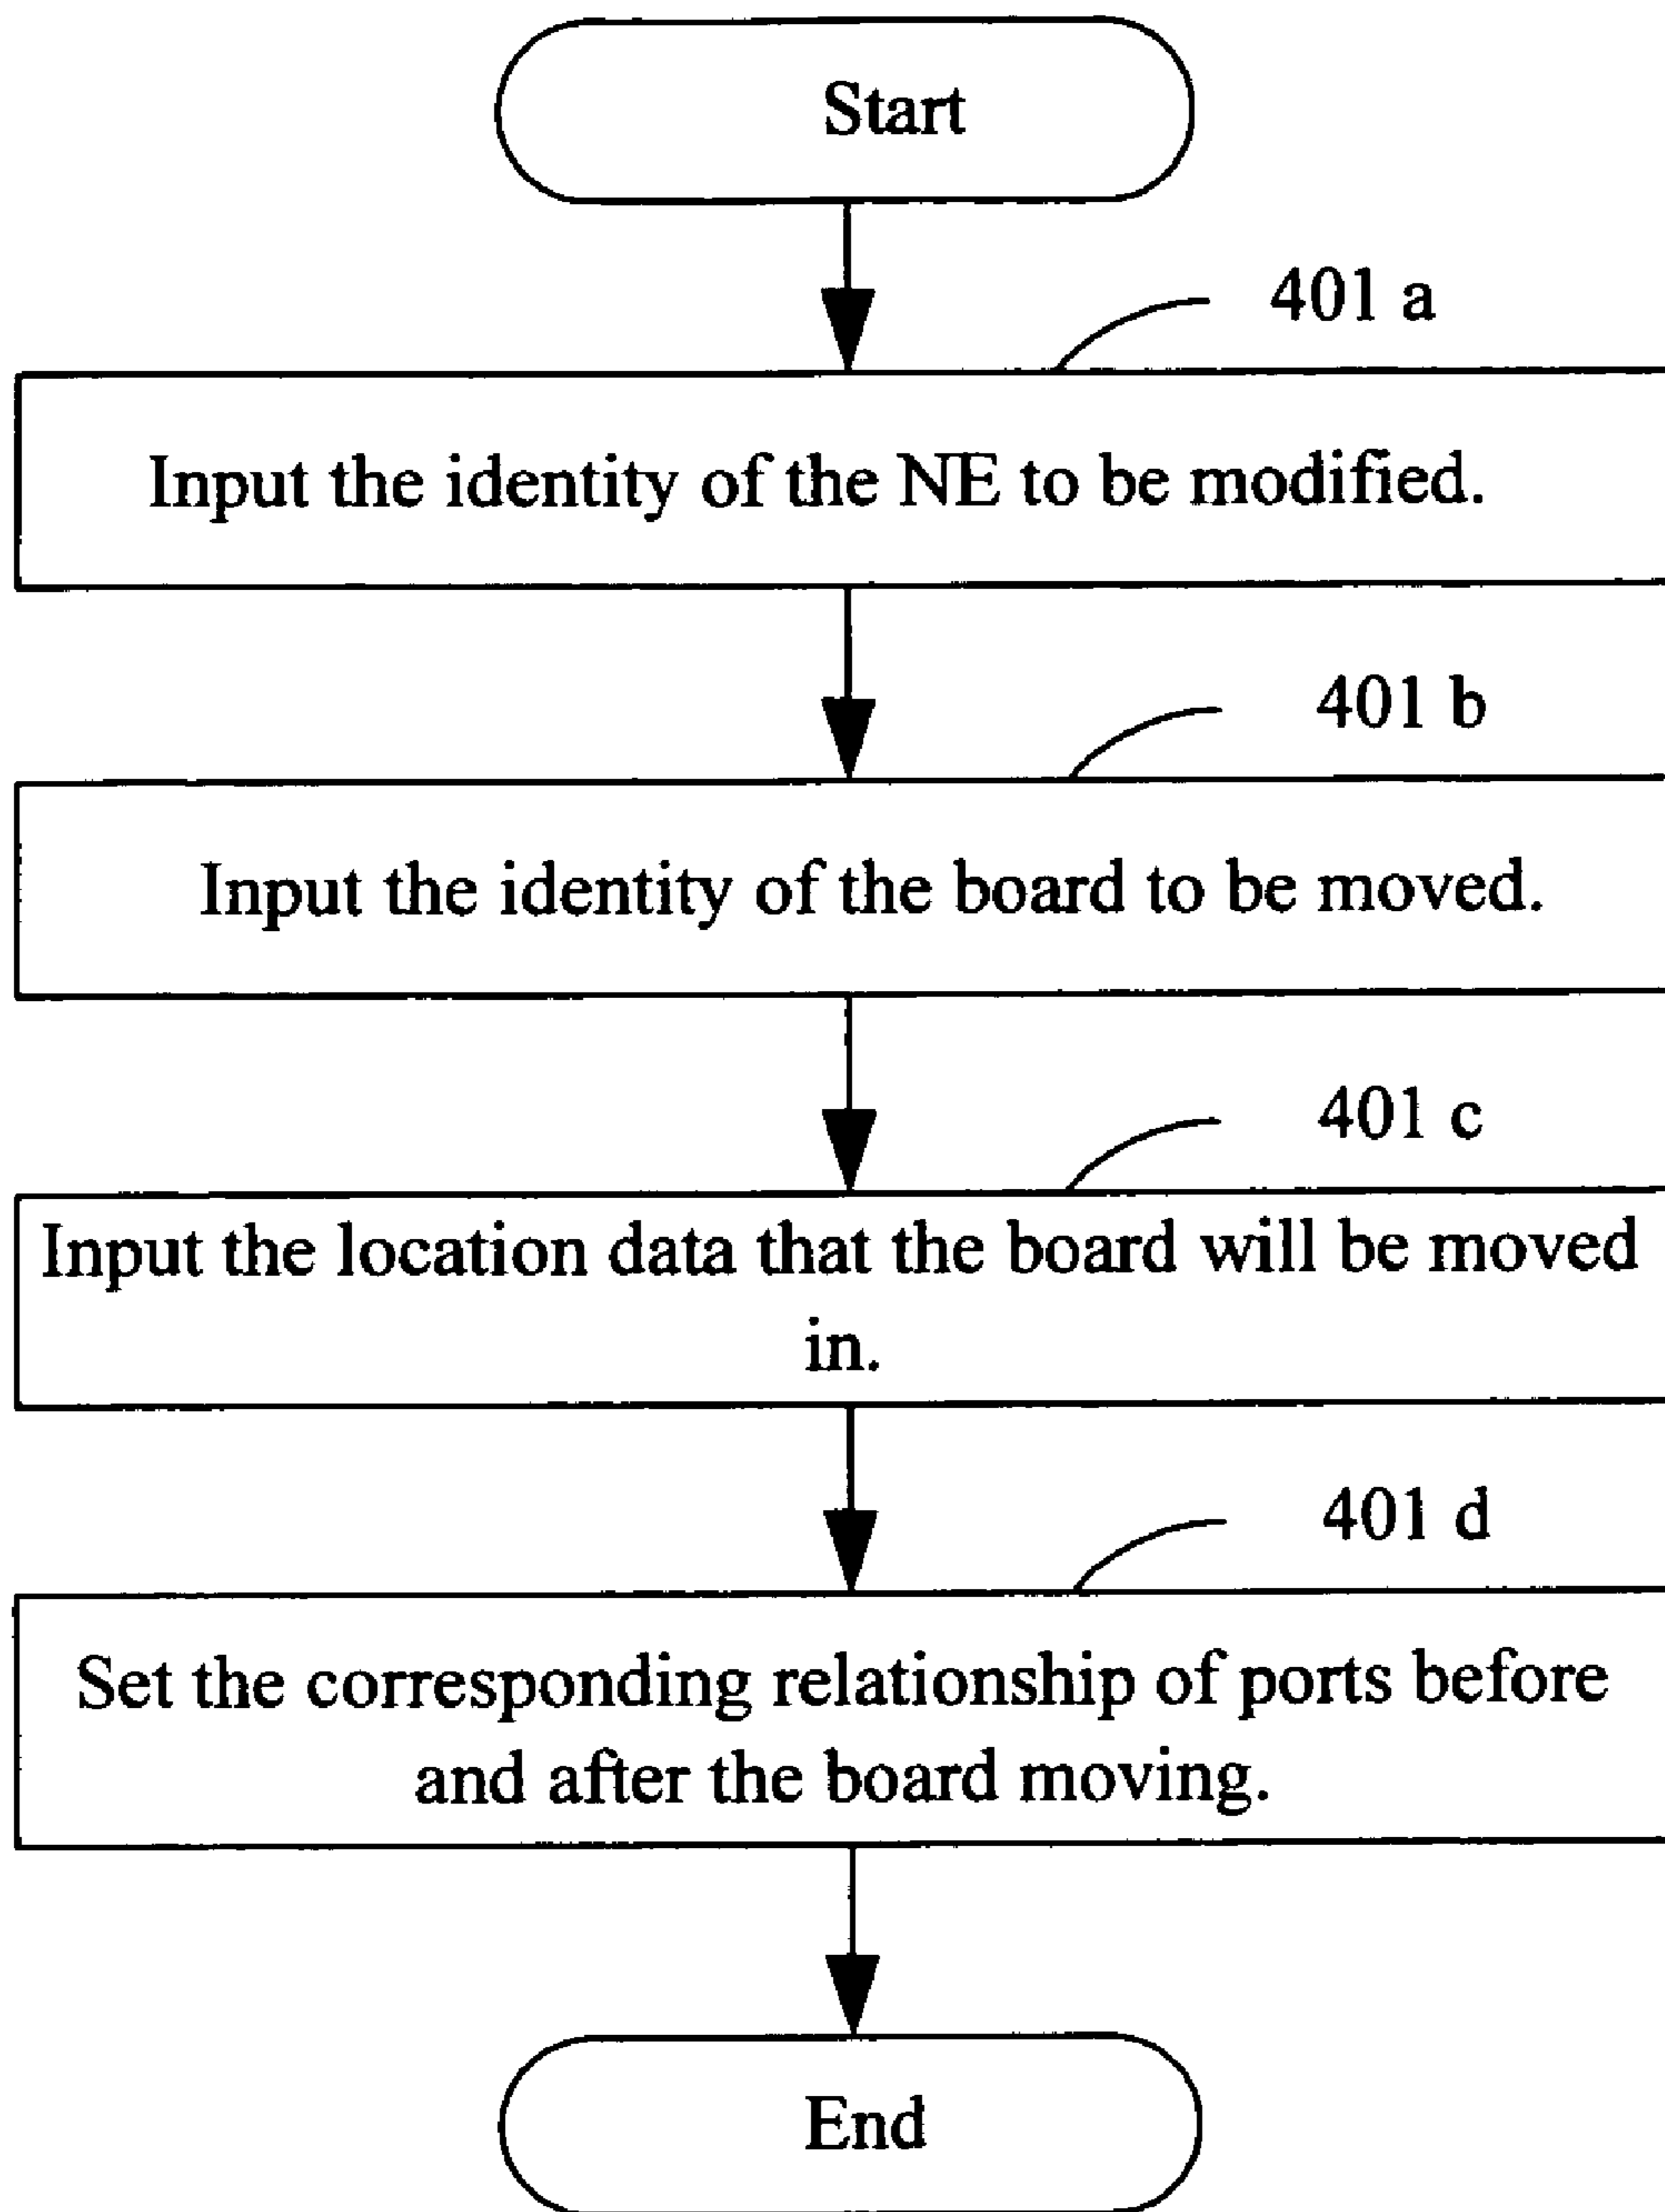 Start
401 a
Input the identity of the NE to be modified.
401 b
Input the identity of the board to be moved.
401 c
Input the location data that the board will be moved
in.
401 d
Set the corresponding relationship of ports before
and after the board moving.
End